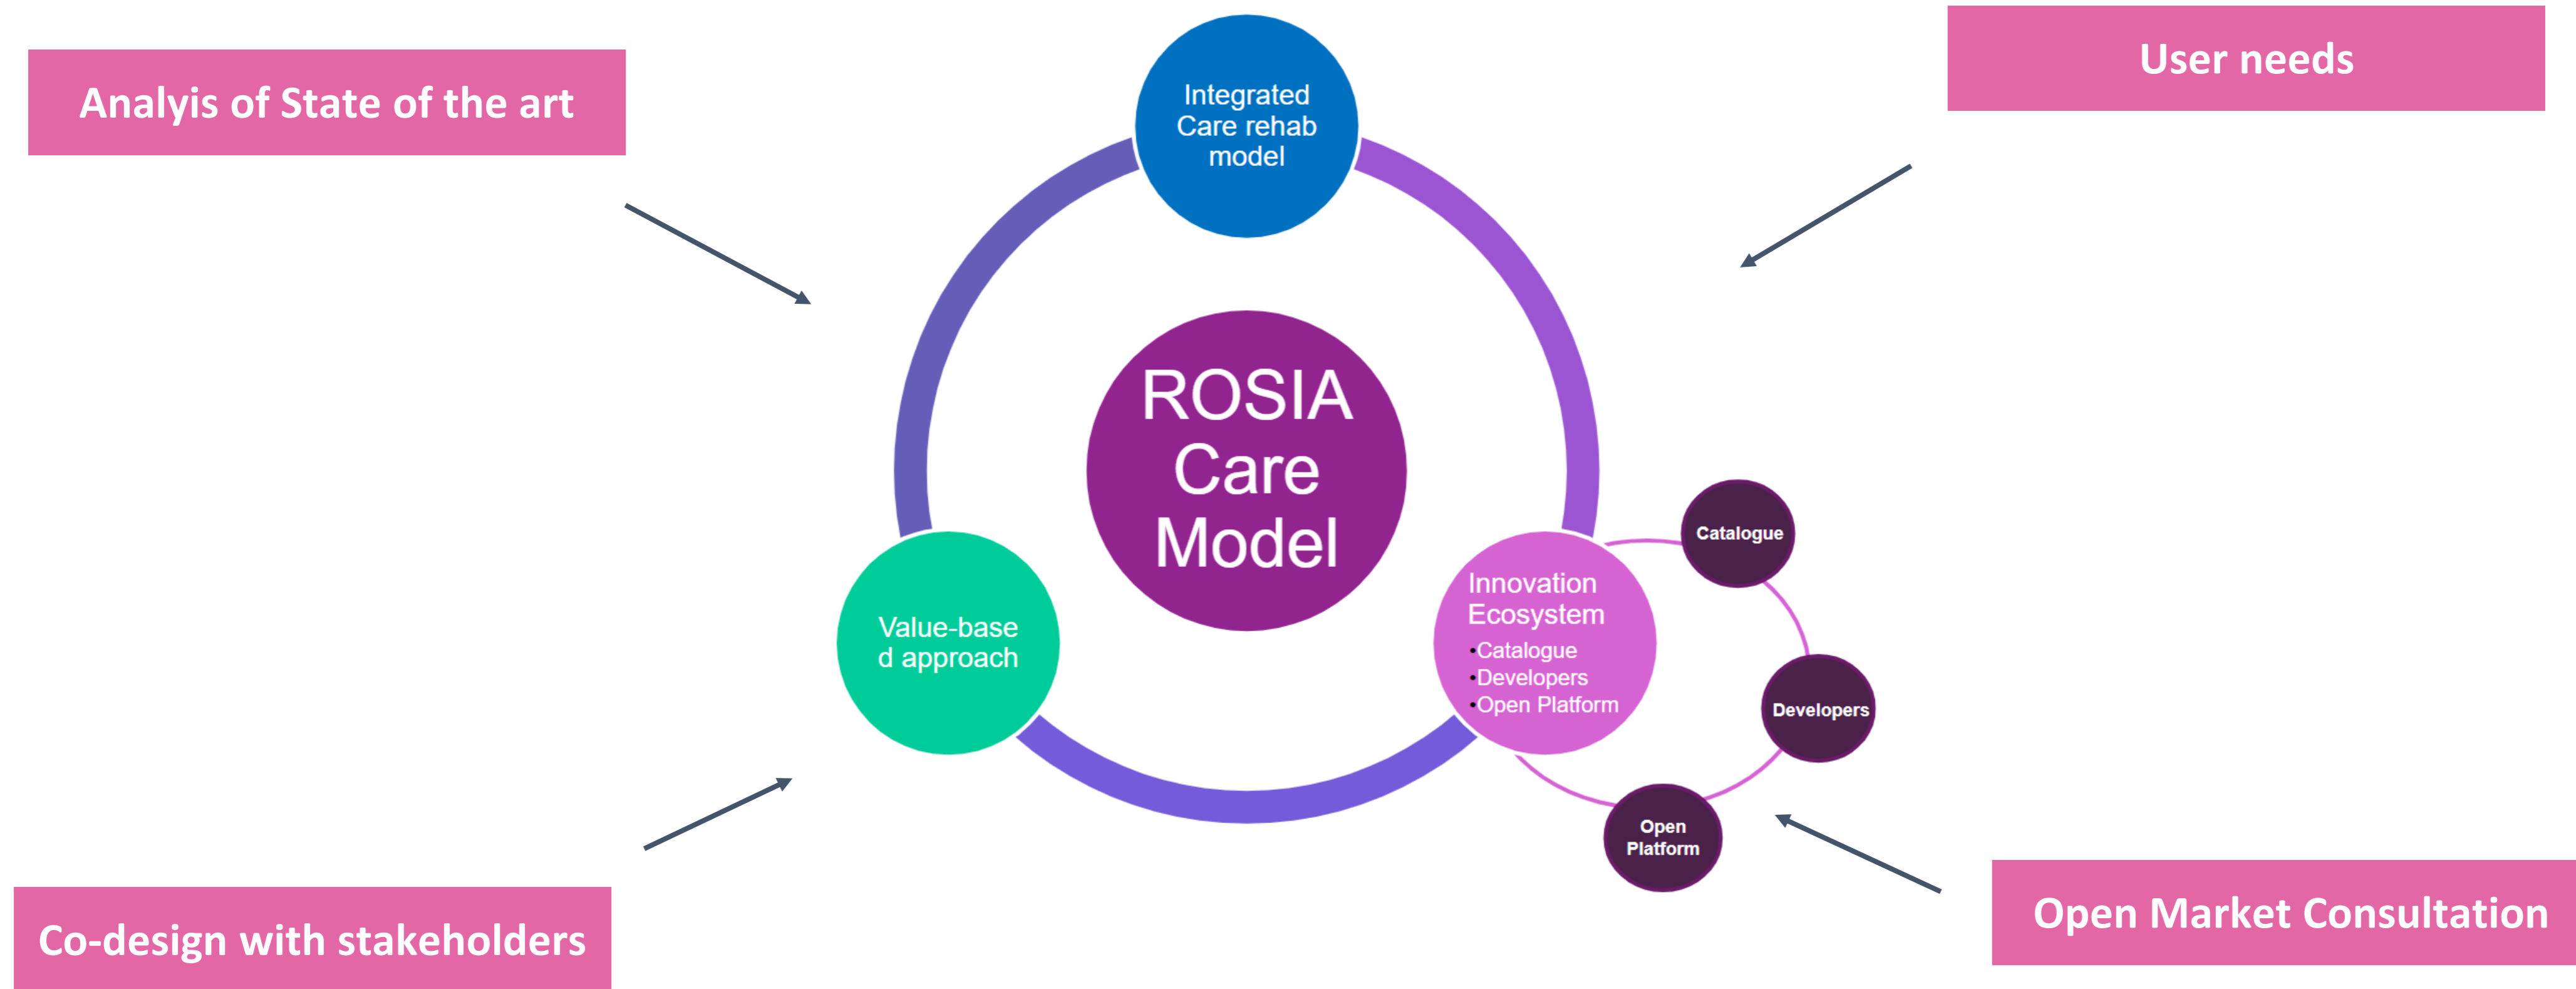 Analyis of State of the art
User needs
Integrated
Care rehab
model
ROSIA
Care
Model
Value-base
d approach
Innovation
Ecosystem
•Catalogue
•Developers
•Open Platform
Catalogue
Developers
Open
Platform
Co-design with stakeholders
Open Market Consultation